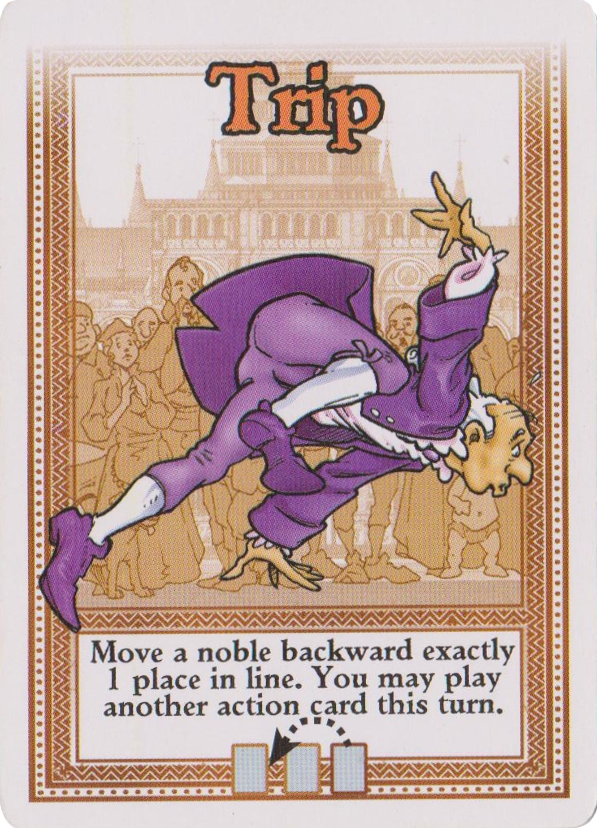 Trip
Move a noble backward exactly
1 place in line. You may play
another action card this turn.